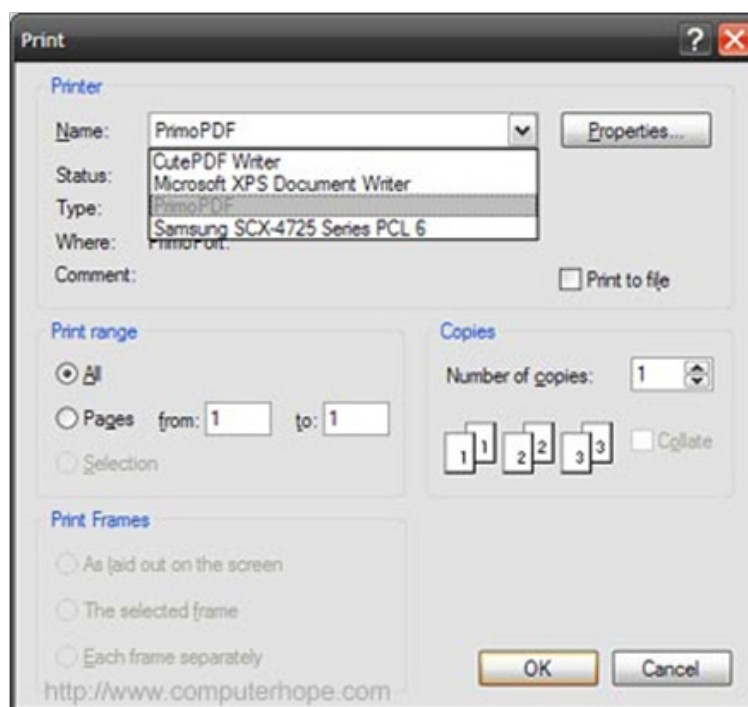 Print
Printer
Name: PrimoPDF Properties...
CutePDF Writer
Status: Microsoft XPS Document Writer
Type: PrimoPDF
Samsung SCX-4725 Series PCL 6
Where: PrimoPort:
Comment: Print to file
Print range Copies
All Number of copies: 1
Pages from: 1 to: 1
1 1 2 2 3 3 Collate
Selection
Print Frames
As laid out on the screen
The selected frame
Each frame separately OK Cancel
http://www.computerhope.com